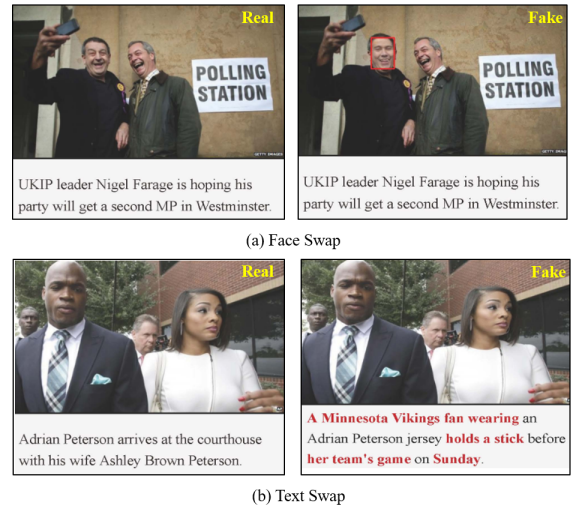 Real
Fake
POLLING
STATION
POLLING
STATION
GETTY IMAGES
UKIP leader Nigel Farage is hoping his
party will get a second MP in Westminster.
UKIP leader Nigel Farage is hoping his
party will get a second MP in Westminster.
(a) Face Swap
Real
Fake
Adrian Peterson arrives at the courthouse
with his wife Ashley Brown Peterson.
A Minnesota Vikings fan wearing an
Adrian Peterson jersey holds a stick before
her team's game on Sunday.
(b) Text Swap